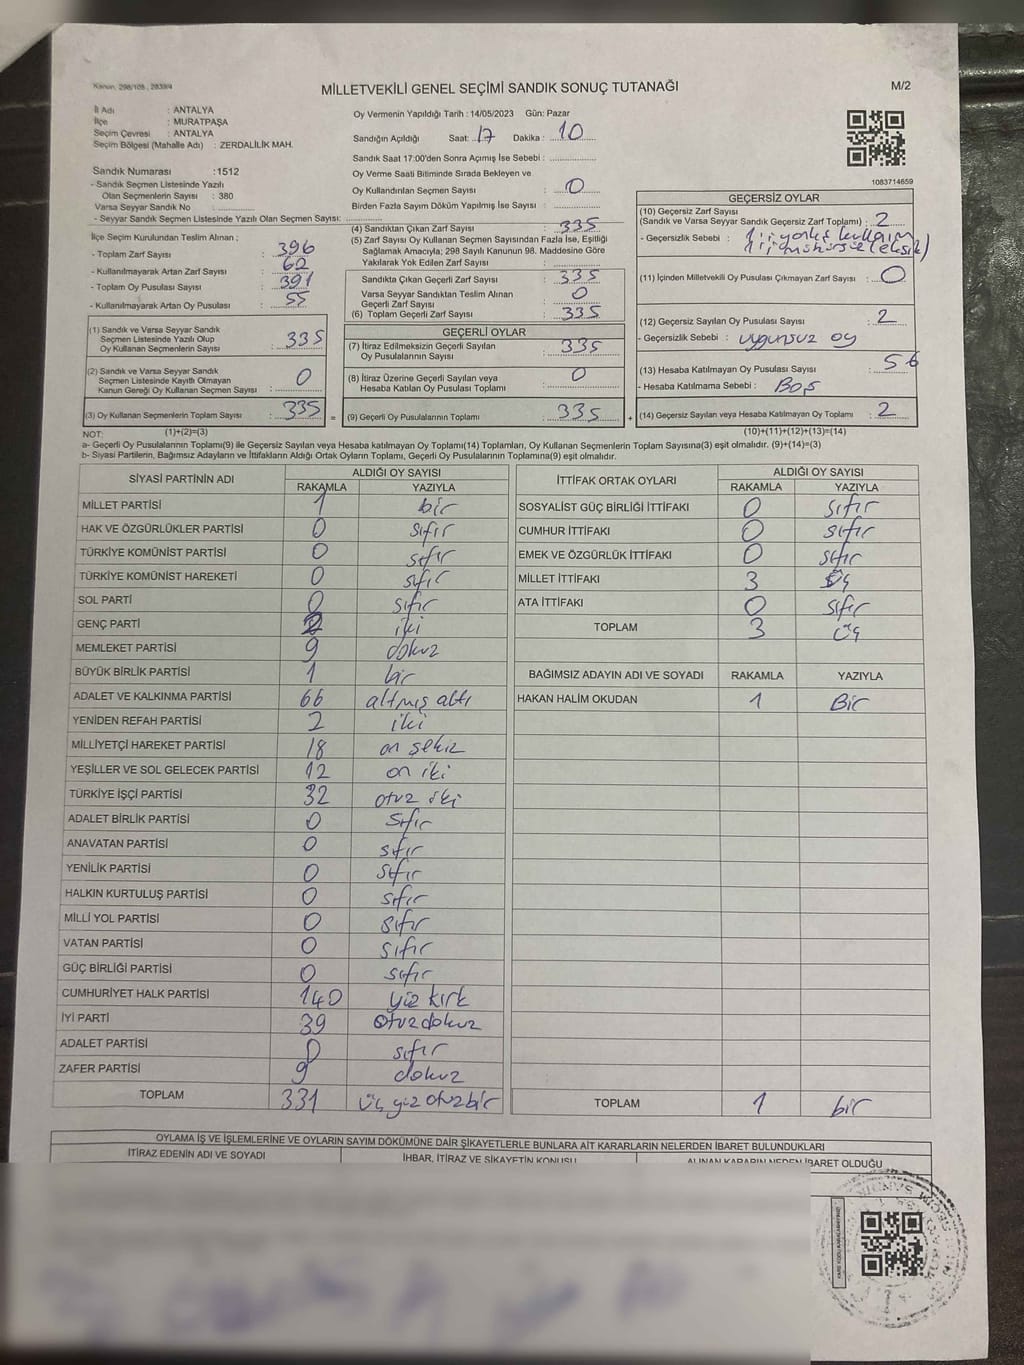 Kanun, 298/105, 2839/4
MİLLETVEKİLİ GENEL SEÇİMİ SANDIK SONUÇ TUTANAĞI
M/2
İl Adı : ANTALYA
İlçe : MURATPAŞA
Seçim Çevresi : ANTALYA
Seçim Bölgesi (Mahalle Adı) : ZERDALİLİK MAH.
Sandık Numarası : 1512
- Sandık Seçmen Listesinde Yazılı
Olan Seçmenlerin Sayısı : 380
Varsa Seyyar Sandık No :
- Seyyar Sandık Seçmen Listesinde Yazılı Olan Seçmen Sayısı:
Oy Vermenin Yapıldığı Tarih : 14/05/2023 Gün: Pazar
Sandığın Açıldığı Saat: 17 Dakika : 10
Sandık Saat 17:00'den Sonra Açımış İse Sebebi :
Oy Verme Saati Bitiminde Sırada Bekleyen ve
Oy Kullandırılan Seçmen Sayısı : 0
Birden Fazla Sayım Döküm Yapılmış İse Sayısı :
1083714659
İlçe Seçim Kurulundan Teslim Alınan ;
- Toplam Zarf Sayısı : 396
- Kullanılmayarak Artan Zarf Sayısı : 62
- Toplam Oy Pusulası Sayısı : 391
- Kullanılmayarak Artan Oy Pusulası : 55
(4) Sandıktan Çıkan Zarf Sayısı : 335
(5) Zarf Sayısı Oy Kullanan Seçmen Sayısından Fazla İse, Eşitliği
Sağlamak Amacıyla; 298 Sayılı Kanunun 98. Maddesine Göre
Yakılarak Yok Edilen Zarf Sayısı :
Sandıkta Çıkan Geçerli Zarf Sayısı : 335
Varsa Seyyar Sandıktan Teslim Alınan
Geçerli Zarf Sayısı : 0
(6) Toplam Geçerli Zarf Sayısı : 335
GEÇERSİZ OYLAR
(10) Geçersiz Zarf Sayısı
(Sandık ve Varsa Seyyar Sandık Geçersiz Zarf Toplamı) : 2
- Geçersizlik Sebebi :
(11) İçinden Milletvekili Oy Pusulası Çıkmayan Zarf Sayısı : 0
(12) Geçersiz Sayılan Oy Pusulası Sayısı : 2
- Geçersizlik Sebebi : uygunsuz oy
(13) Hesaba Katılmayan Oy Pusulası Sayısı : 56
- Hesaba Katılmama Sebebi : Boş
(14) Geçersiz Sayılan veya Hesaba Katılmayan Oy Toplamı : 2
(1) Sandık ve Varsa Seyyar Sandık
Seçmen Listesinde Yazılı Olup
Oy Kullanan Seçmenlerin Sayısı : 335
(2) Sandık ve Varsa Seyyar Sandık
Seçmen Listesinde Kayıtlı Olmayan
Kanun Gereği Oy Kullanan Seçmen Sayısı : 0
(3) Oy Kullanan Seçmenlerin Toplam Sayısı : 335 =
GEÇERLİ OYLAR
(7) İtiraz Edilmeksizin Geçerli Sayılan
Oy Pusulalarının Sayısı : 335
(8) İtiraz Üzerine Geçerli Sayılan veya
Hesaba Katılan Oy Pusulası Toplamı : 0
(9) Geçerli Oy Pusulalarının Toplamı : 335 +
NOT: (1)+(2)=(3)
(10)+(11)+(12)+(13)=(14)
a- Geçerli Oy Pusulalarının Toplamı(9) ile Geçersiz Sayılan veya Hesaba katılmayan Oy Toplamı(14) Toplamları, Oy Kullanan Seçmenlerin Toplam Sayısına(3) eşit olmalıdır. (9)+(14)=(3)
b- Siyasi Partilerin, Bağımsız Adayların ve İttifakların Aldığı Ortak Oyların Toplamı, Geçerli Oy Pusulalarının Toplamına(9) eşit olmalıdır.
SİYASİ PARTİNİN ADI ALDIĞI OY SAYISI
RAKAMLA YAZIYLA
MİLLET PARTİSİ 1 bir
HAK VE ÖZGÜRLÜKLER PARTİSİ 0 sıfır
TÜRKİYE KOMÜNİST PARTİSİ 0 sıfır
TÜRKİYE KOMÜNİST HAREKETİ 0 sıfır
SOL PARTİ 0 sıfır
GENÇ PARTİ 2 iki
MEMLEKET PARTİSİ 9 dokuz
BÜYÜK BİRLİK PARTİSİ 1 bir
ADALET VE KALKINMA PARTİSİ 66 altmış altı
YENİDEN REFAH PARTİSİ 2 iki
MİLLİYETÇİ HAREKET PARTİSİ 18 on sekiz
YEŞİLLER VE SOL GELECEK PARTİSİ 12 on iki
TÜRKİYE İŞÇİ PARTİSİ 32 otuz iki
ADALET BİRLİK PARTİSİ 0 sıfır
ANAVATAN PARTİSİ 0 sıfır
YENİLİK PARTİSİ 0 sıfır
HALKIN KURTULUŞ PARTİSİ 0 sıfır
MİLLİ YOL PARTİSİ 0 sıfır
VATAN PARTİSİ 0 sıfır
GÜÇ BİRLİĞİ PARTİSİ 0 sıfır
CUMHURİYET HALK PARTİSİ 140 yüz kırk
İYİ PARTİ 39 otuzdokuz
ADALET PARTİSİ 0 sıfır
ZAFER PARTİSİ 9 dokuz
TOPLAM 331 üç yüz otuzbir
İTTİFAK ORTAK OYLARI ALDIĞI OY SAYISI
RAKAMLA YAZIYLA
SOSYALİST GÜÇ BİRLİĞİ İTTİFAKI 0 sıfır
CUMHUR İTTİFAKI 0 sıfır
EMEK VE ÖZGÜRLÜK İTTİFAKI 0 sıfır
MİLLET İTTİFAKI 3 üç
ATA İTTİFAKI 0 sıfır
TOPLAM 3 üç
BAĞIMSIZ ADAYIN ADI VE SOYADI RAKAMLA YAZIYLA
HAKAN HALİM OKUDAN 1 Bir
TOPLAM 1 bir
OYLAMA İŞ VE İŞLEMLERİNE VE OYLARIN SAYIM DÖKÜMÜNE DAİR ŞİKAYETLERLE BUNLARA AİT KARARLARIN NELERDEN İBARET BULUNDUKLARI
İTİRAZ EDENİN ADI VE SOYADI İHBAR, İTİRAZ VE ŞİKAYETİN KONUSU ALINAN KARARIN NEDEN İBARET OLDUĞU